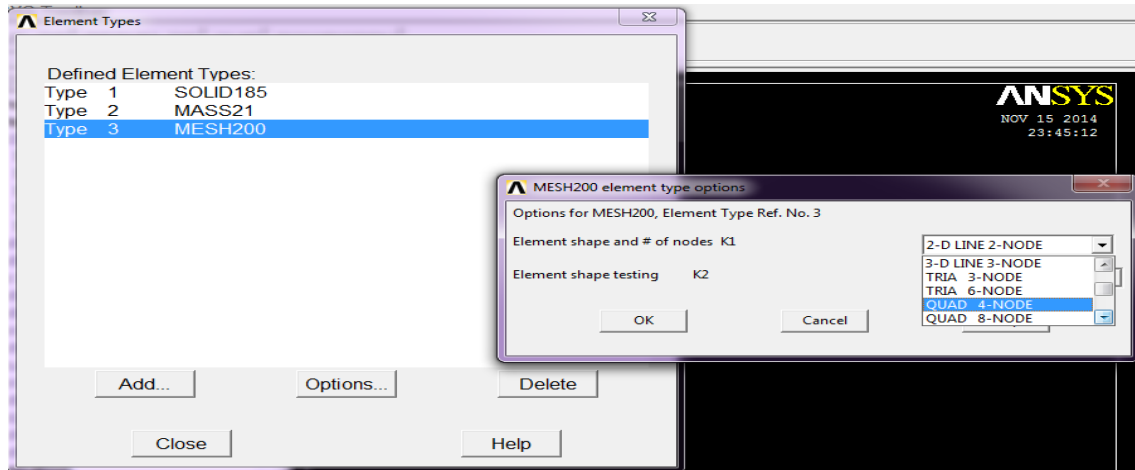 Element Types
Defined Element Types:
Type 1 SOLID185
Type 2 MASS21
Type 3 MESH200
Add...
Options...
Delete
Close
Help
ANSYS
NOV 15 2014
23:45:12
MESH200 element type options
Options for MESH200, Element Type Ref. No. 3
Element shape and # of nodes K1
2-D LINE 2-NODE
3-D LINE 3-NODE
TRIA 3-NODE
TRIA 6-NODE
QUAD 4-NODE
QUAD 8-NODE
Element shape testing K2
OK
Cancel